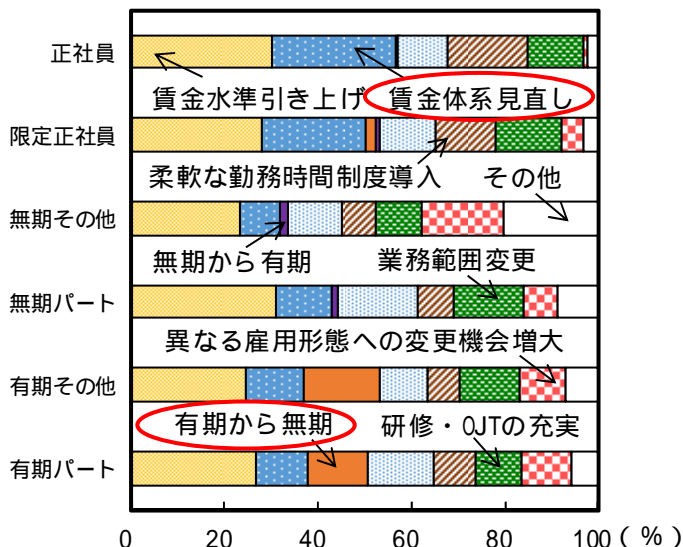 正社員
賃金水準引き上げ 賃金体系見直し
限定正社員
柔軟な勤務時間制度導入 その他
無期その他
無期から有期 業務範囲変更
無期パート
異なる雇用形態への変更機会増大
有期その他
有期から無期 研修・OJTの充実
有期パート
0 20 40 60 80 100 (%)